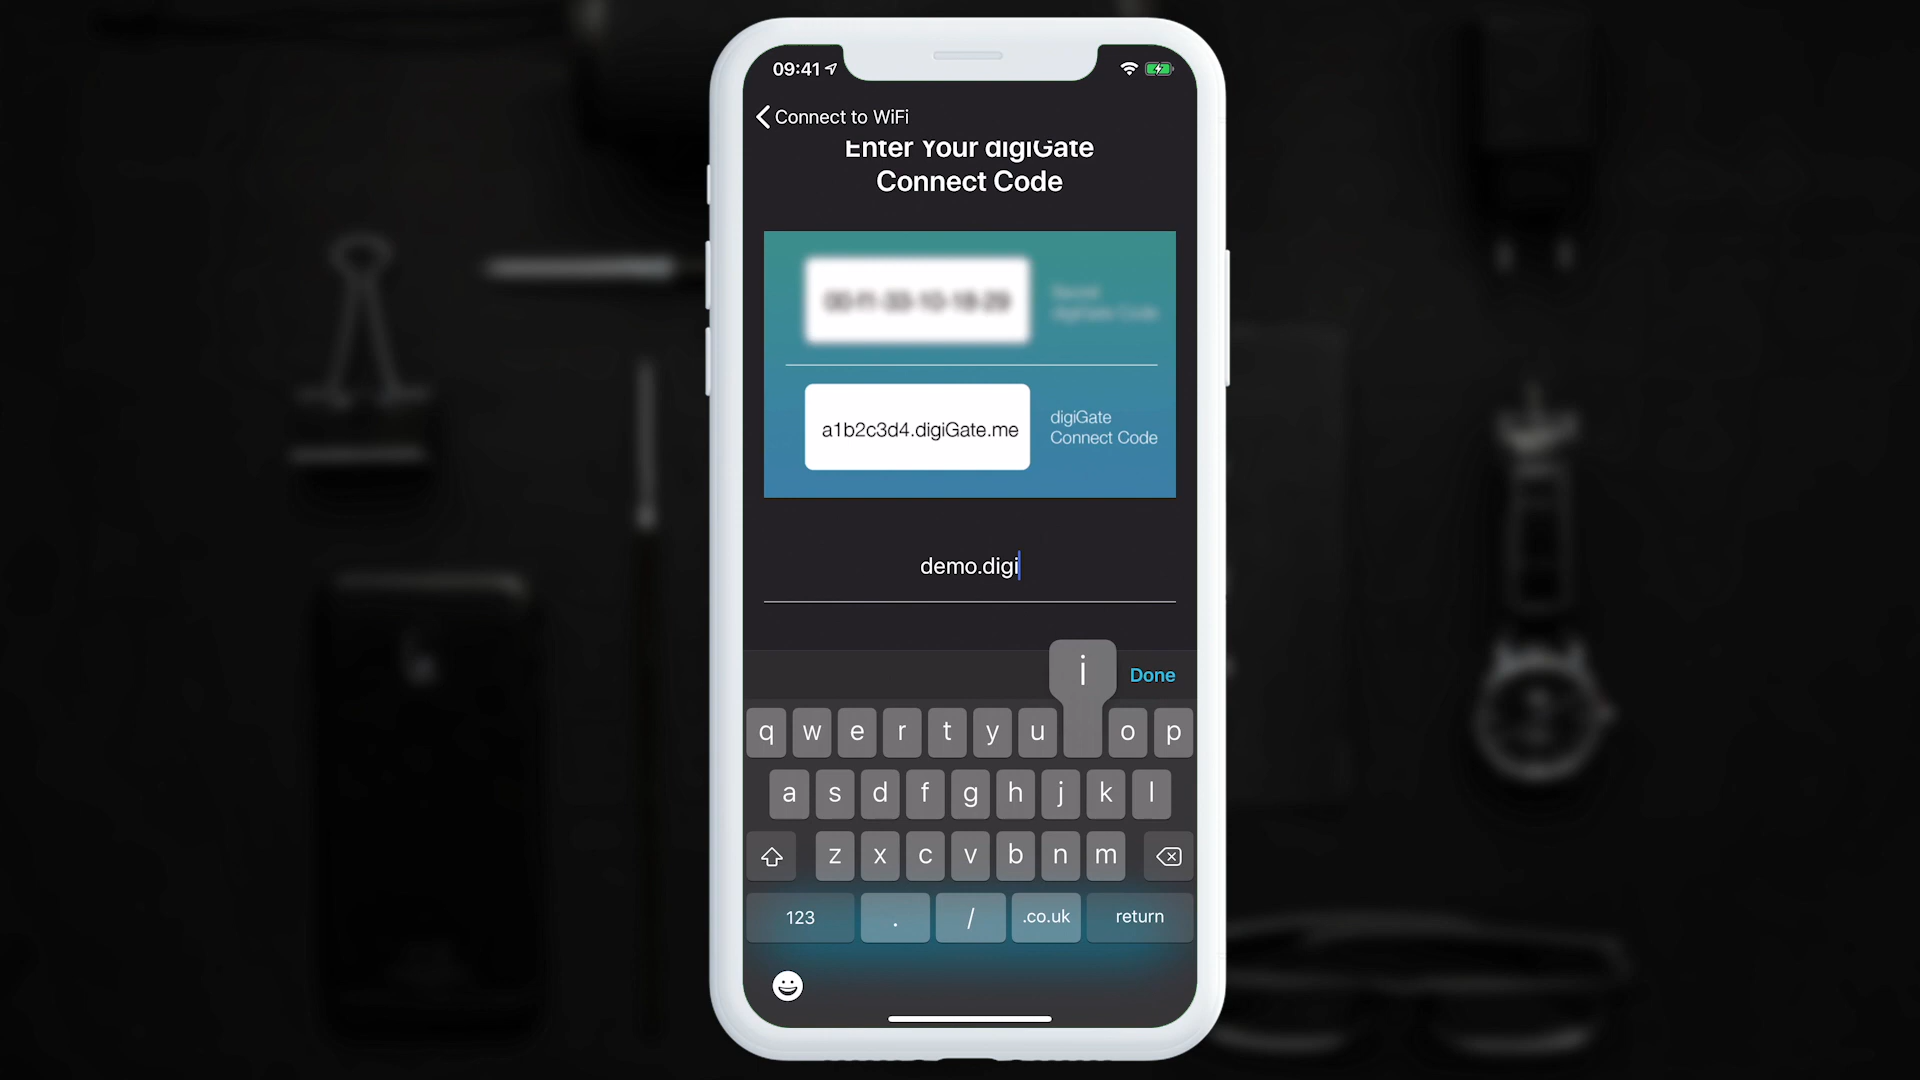 09:41
Connect to WiFi
Enter Your digiGate
Connect Code
a1b2c3d4.digiGate.me
digiGate
Connect Code
demo.digi
i
Done
q w e r t y u o p
a s d f g h j k l
z x c v b n m
123 . / .co.uk return